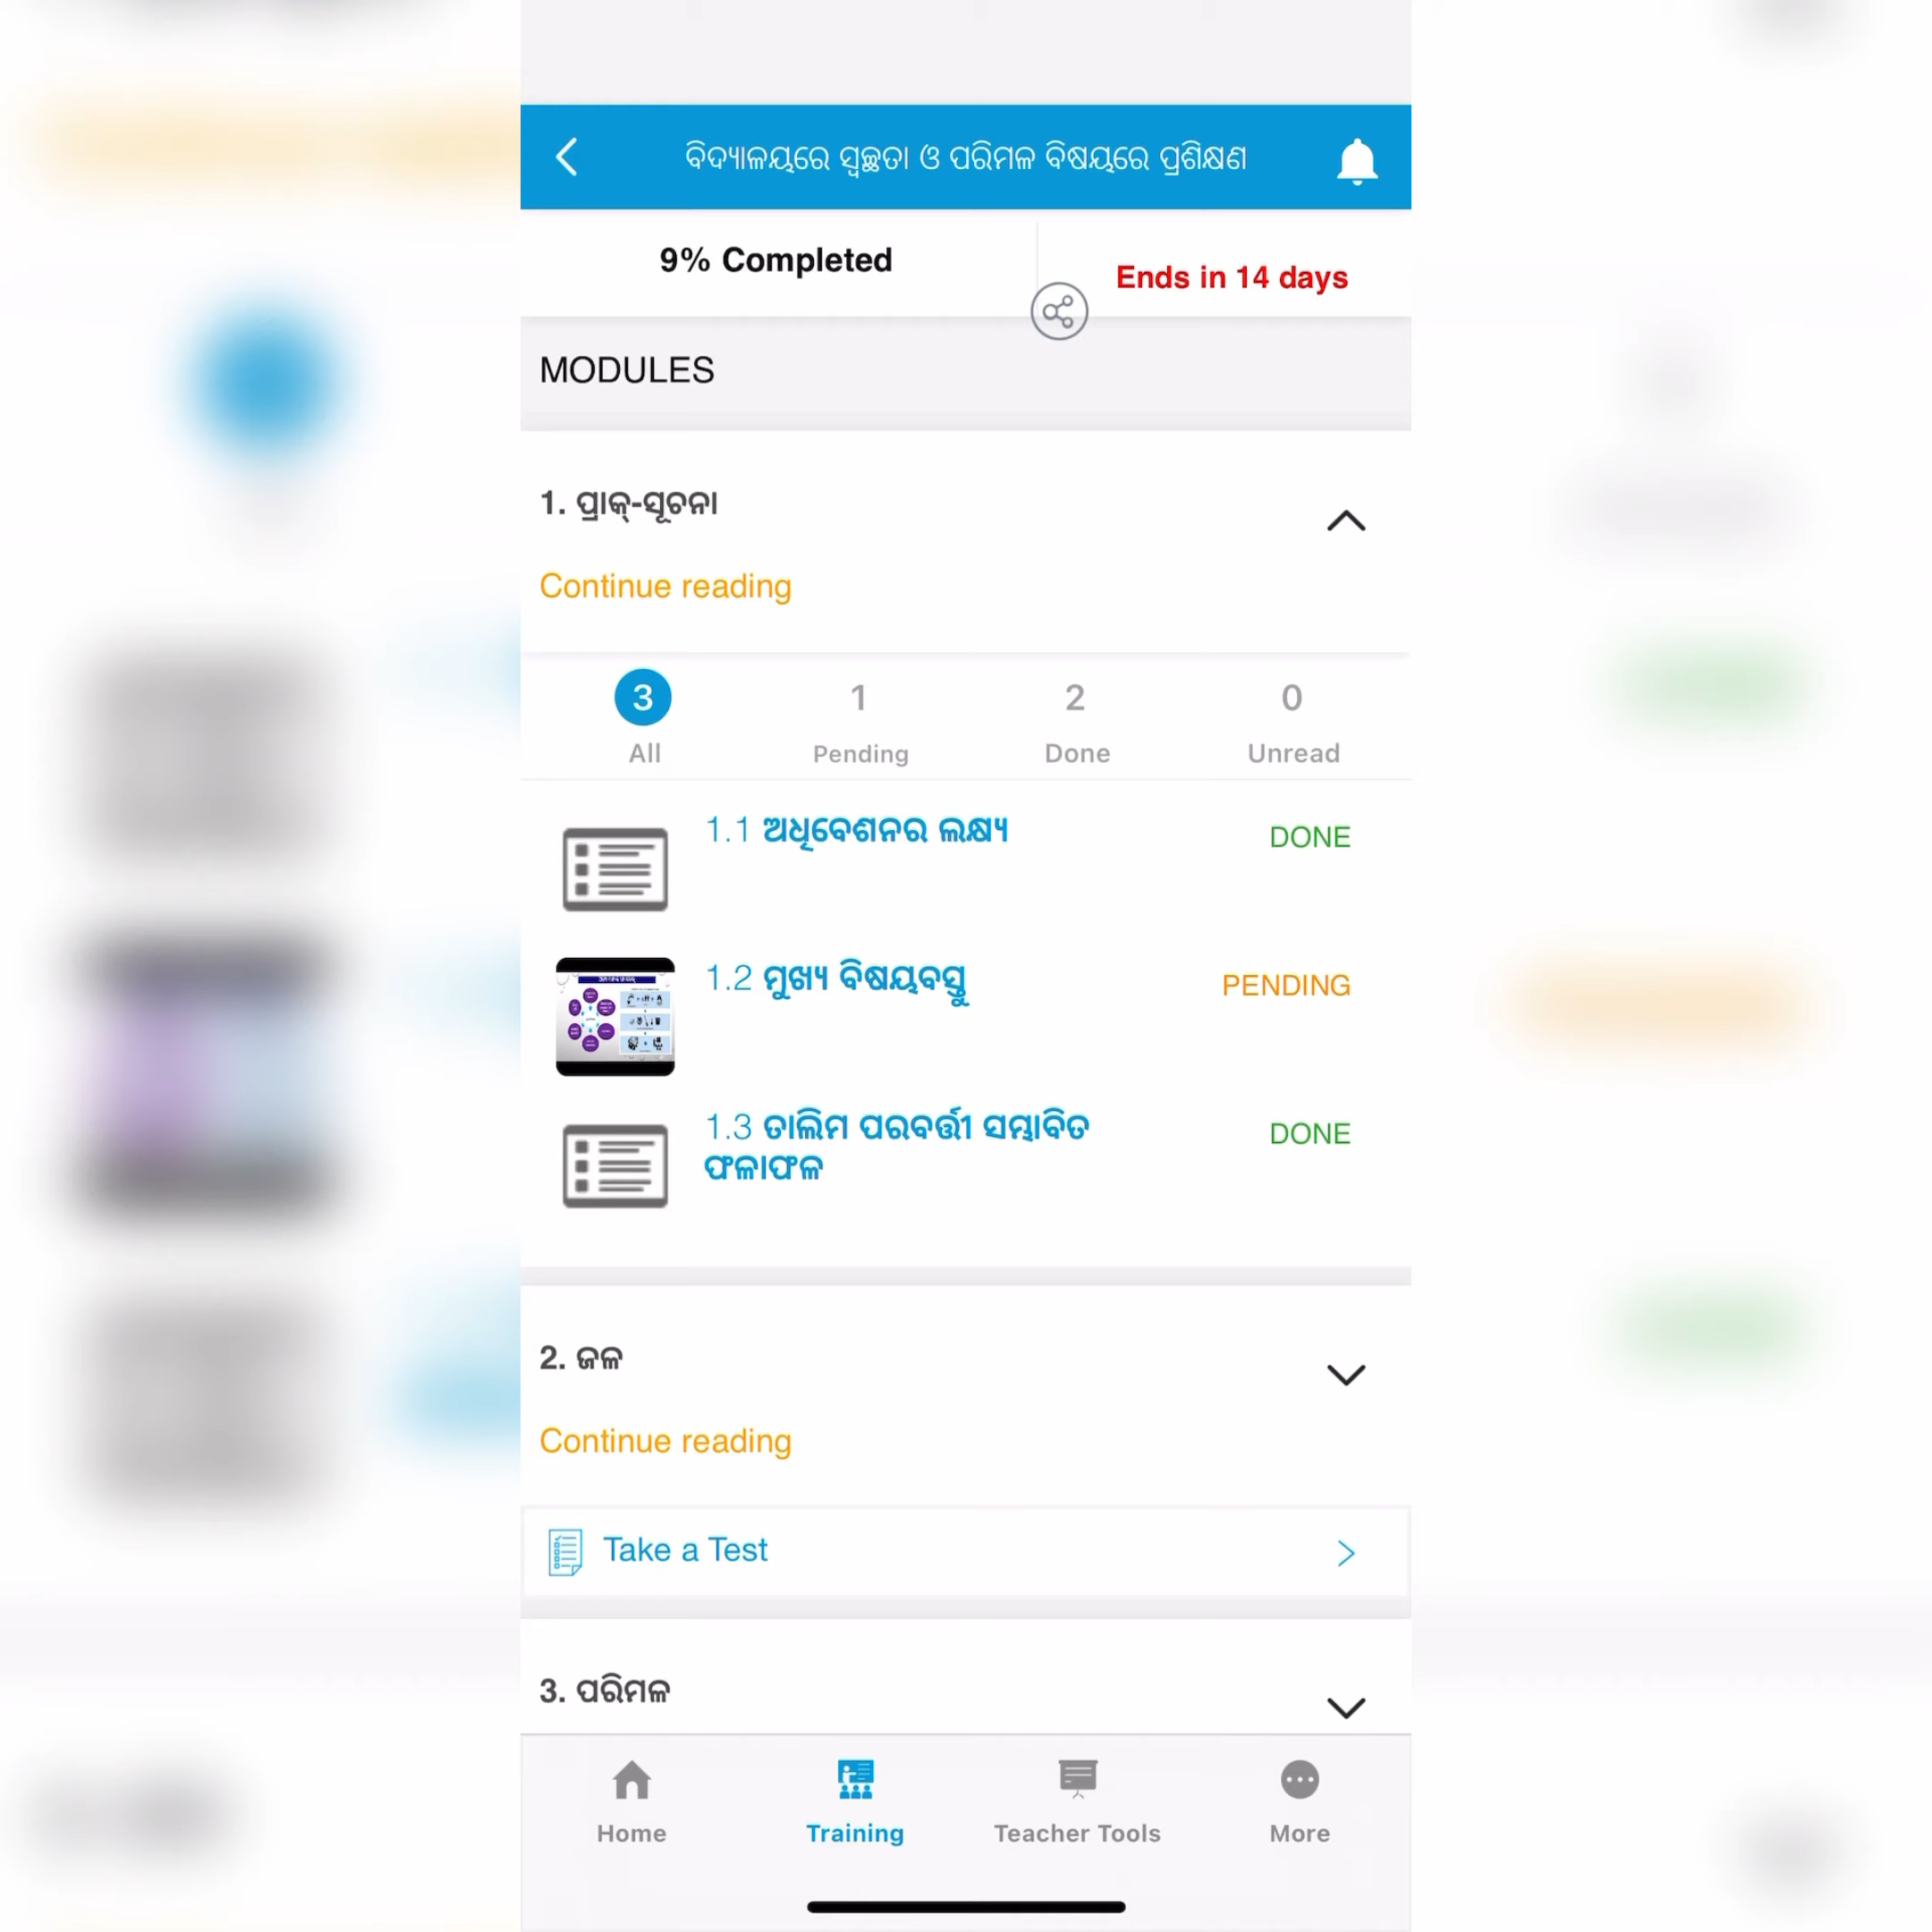 ବିଦ୍ୟାଳୟରେ ସ୍ୱଚ୍ଛତା ଓ ପରିମଳ ବିଷୟରେ ପ୍ରଶିକ୍ଷଣ
9% Completed
Ends in 14 days
MODULES
1. ପ୍ରାକ୍-ସୂଚନା
Continue reading
3 1 2 0
All Pending Done Unread
1.1 ଅଧିବେଶନର ଲକ୍ଷ୍ୟ DONE
1.2 ମୁଖ୍ୟ ବିଷୟବସ୍ତୁ PENDING
1.3 ତାଲିମ ପରବର୍ତ୍ତୀ ସମ୍ଭାବିତ DONE
ଫଳାଫଳ
2. ଜଳ
Continue reading
Take a Test
3. ପରିମଳ
Home Training Teacher Tools More